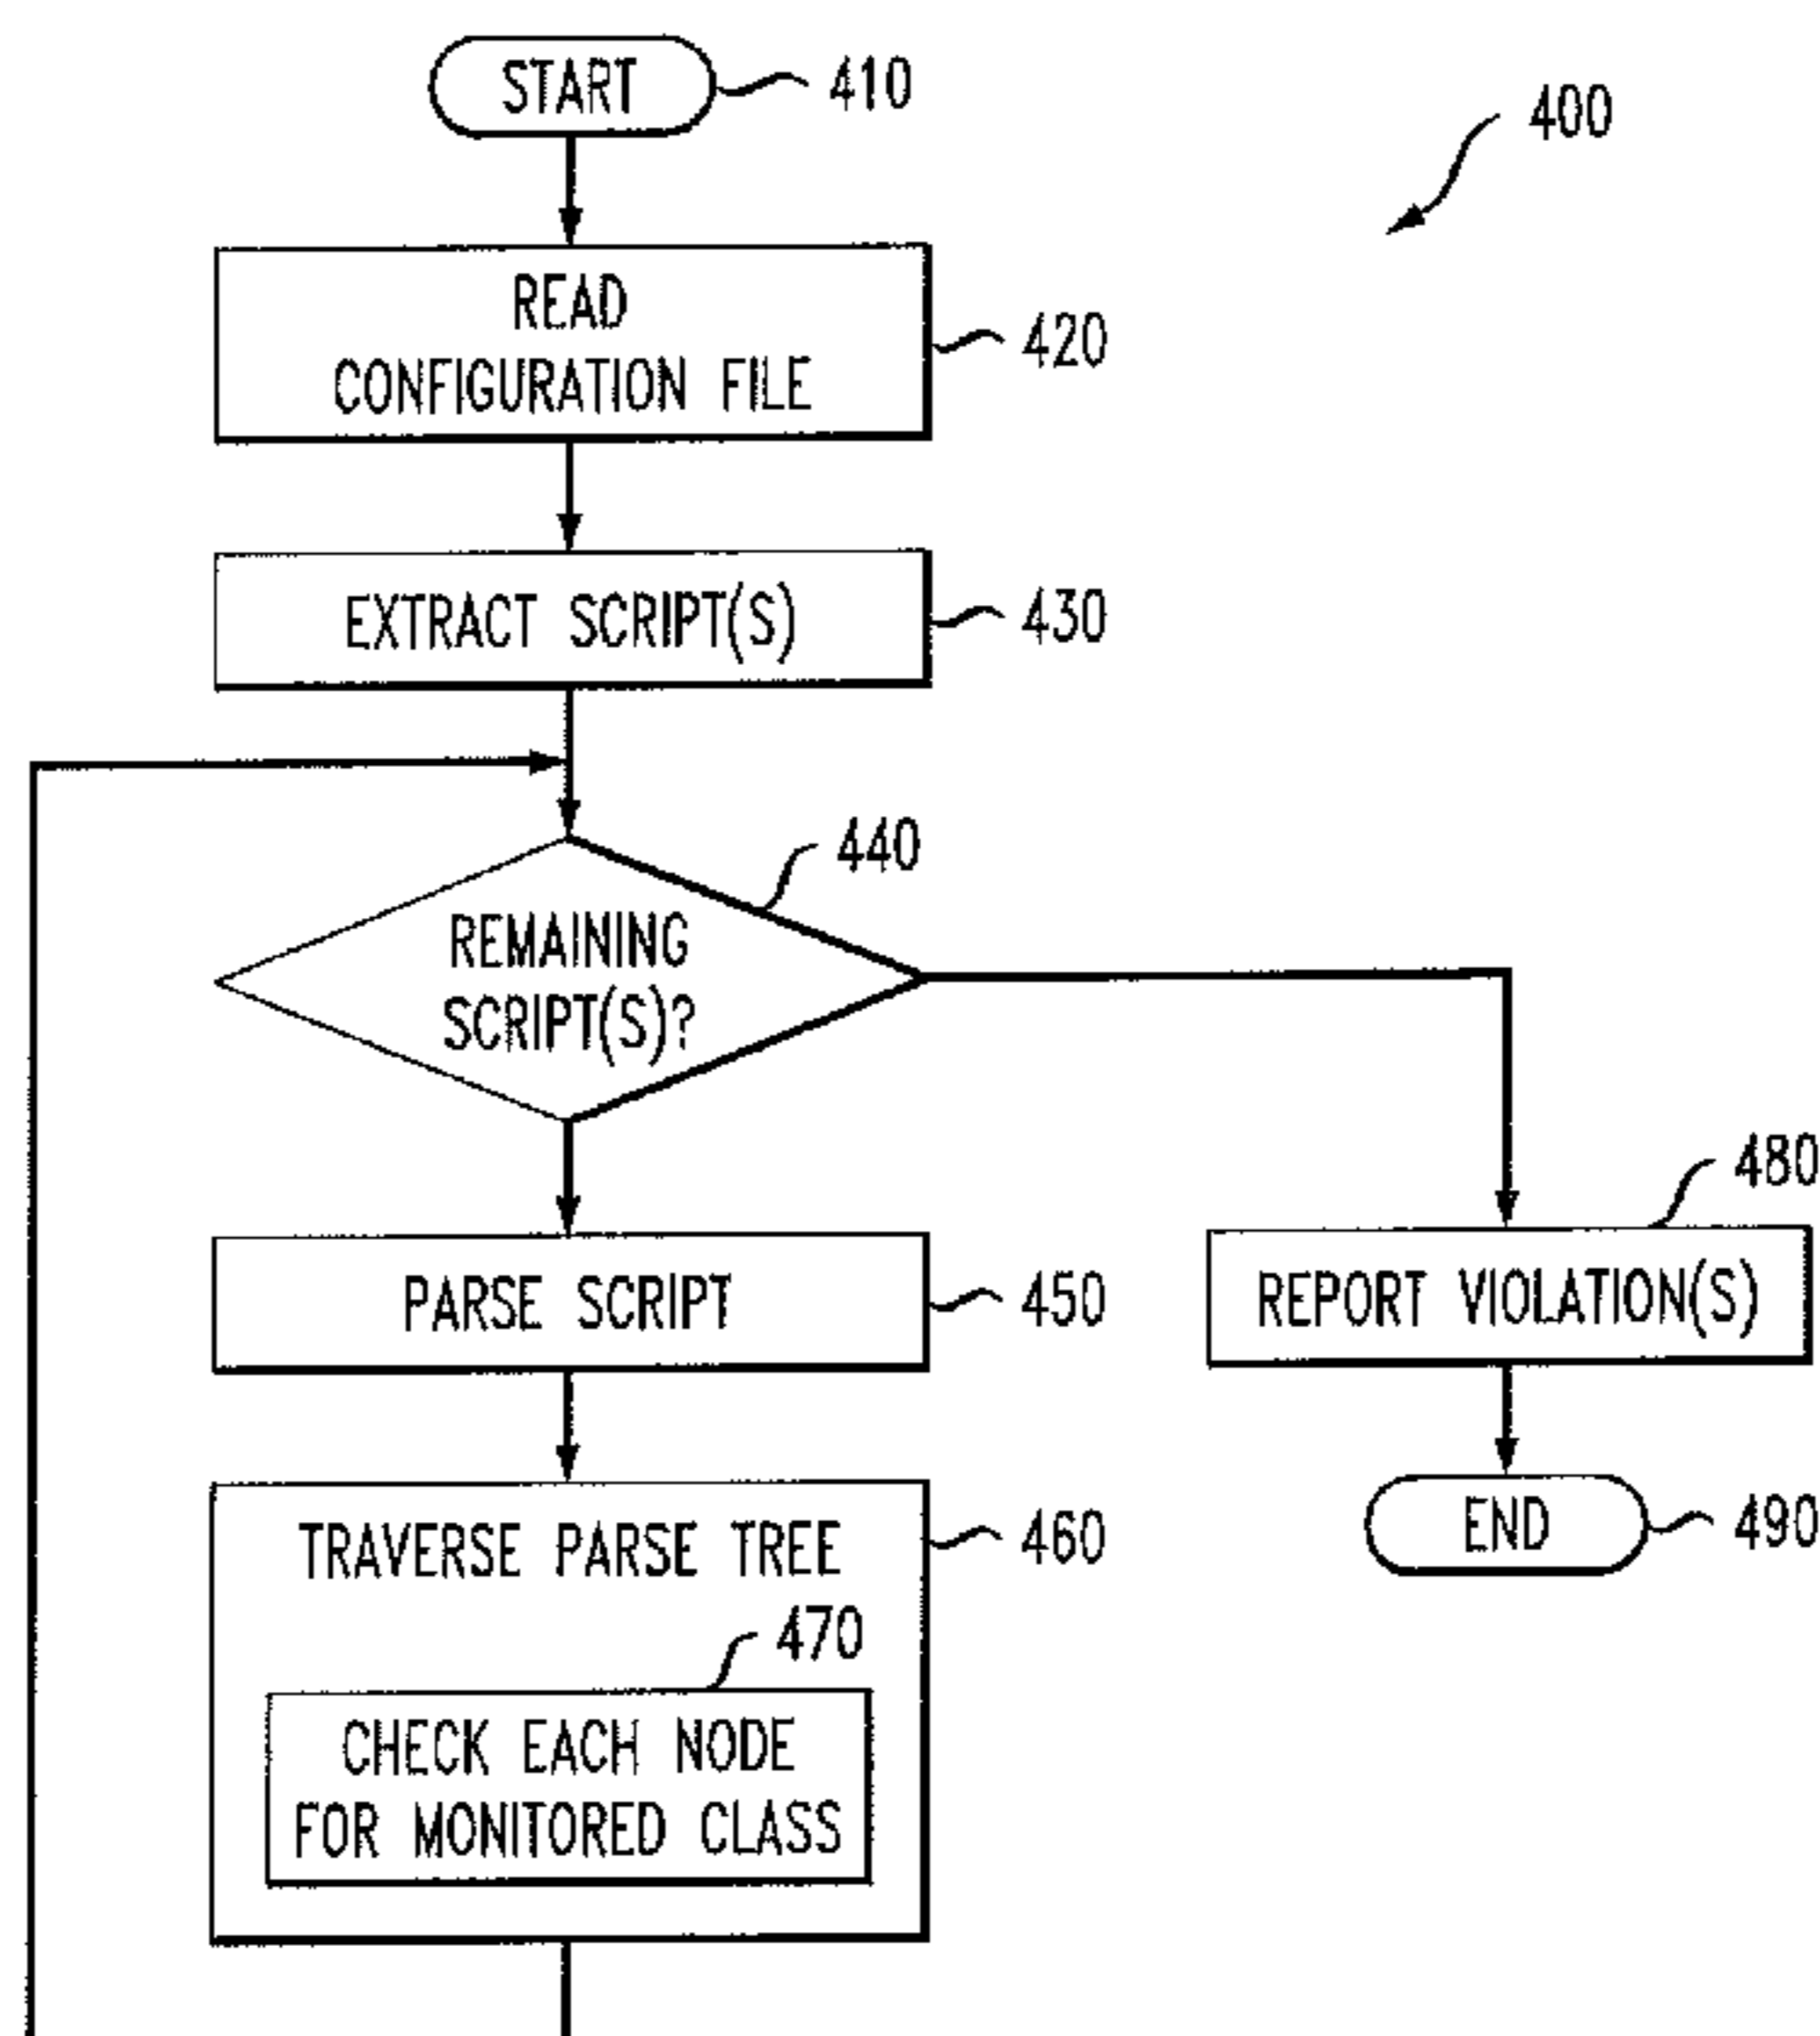 START
410
400
READ
CONFIGURATION FILE
420
EXTRACT SCRIPT(S)
430
440
REMAINING
SCRIPT(S)?
480
PARSE SCRIPT
450
REPORT VIOLATION(S)
TRAVERSE PARSE TREE
460
END
490
470
CHECK EACH NODE
FOR MONITORED CLASS